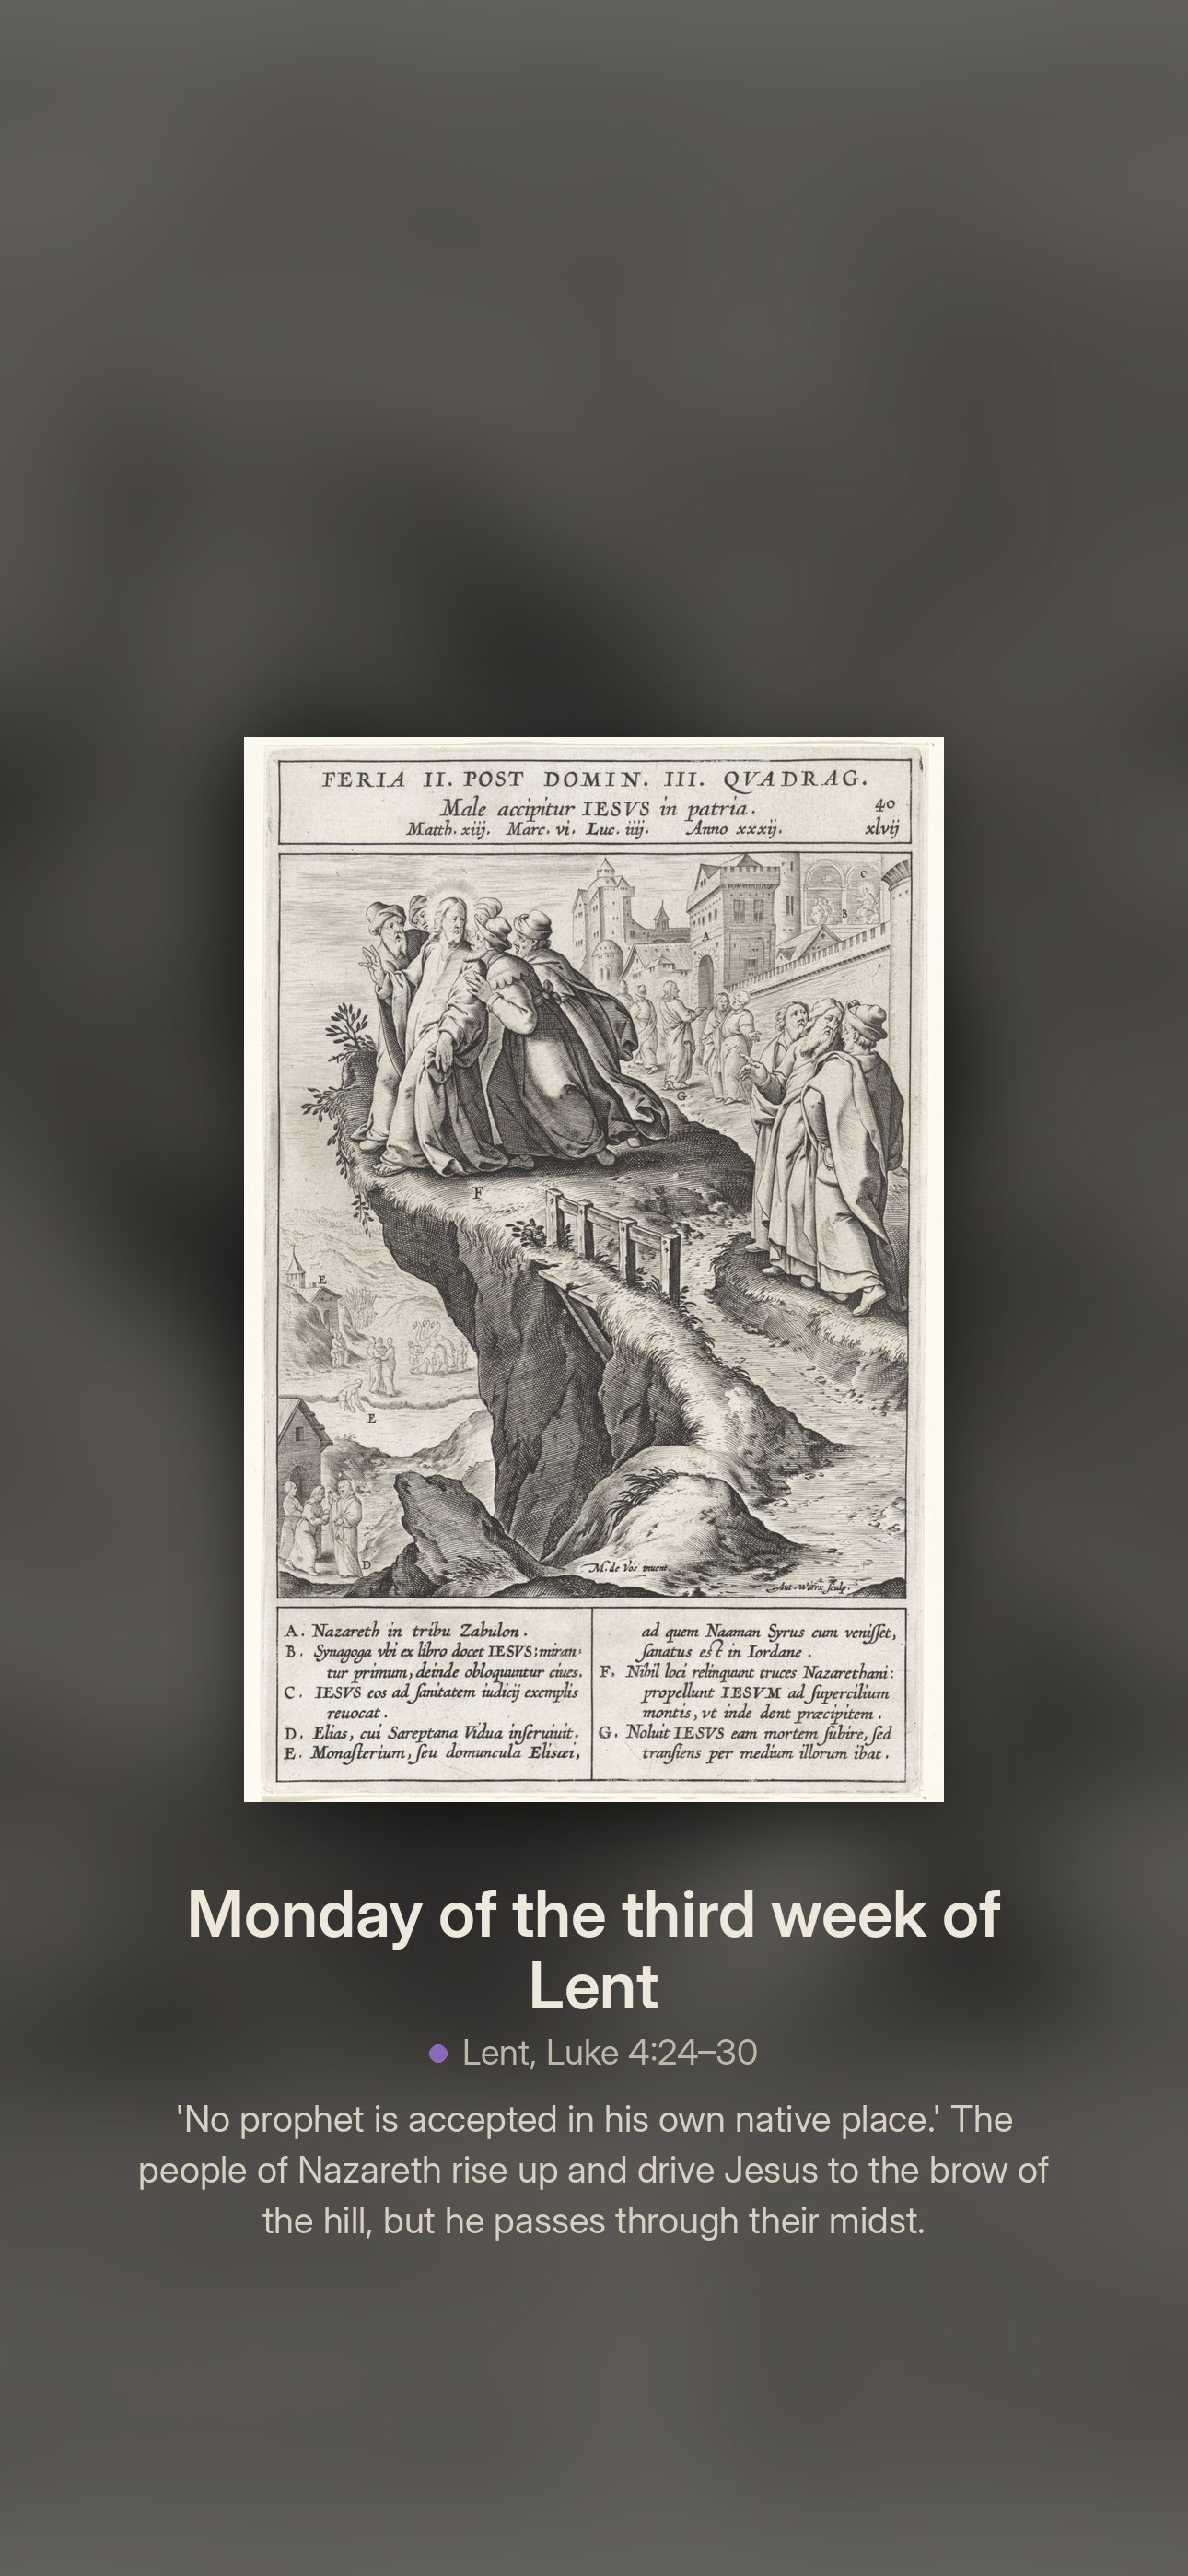 FERIA II. POST DOMIN. III. QVADRAG.
Male accipitur IESVS in patria. 40
Matth. xiij. Marc. vi. Luc. iiij. Anno xxxij. xlvij
C
B
A
G
F
E
E
D
M. de Vos inuent.
Ant. Wierx sculp.
A. Nazareth in tribu Zabulon.
B. Synagoga vbi ex libro docet IESVS; miran=
tur primum, deinde obloquuntur ciues.
C. IESVS eos ad ſanitatem iudicij exemplis
reuocat.
D. Elias, cui Sareptana Vidua inſeruiuit.
E. Monaſterium, ſeu domuncula Elisæi,
ad quem Naaman Syrus cum veniſſet,
ſanatus eſt in Iordane.
F. Nihil loci relinquunt truces Nazarethani:
propellunt IESVM ad ſupercilium
montis, vt inde dent præcipitem.
G. Noluit IESVS eam mortem ſubire, ſed
tranſiens per medium illorum ibat.
Monday of the third week of
Lent
Lent, Luke 4:24–30
'No prophet is accepted in his own native place.' The
people of Nazareth rise up and drive Jesus to the brow of
the hill, but he passes through their midst.